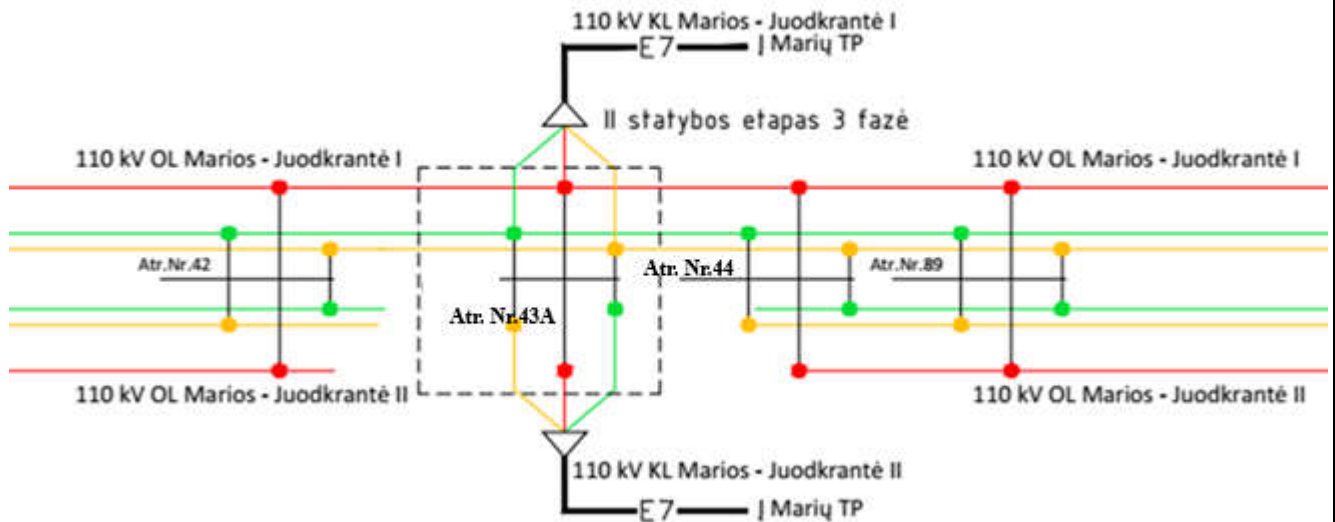 110 kV KL Marios - Juodkrantė I
E7
Į Marių TP
II statybos etapas 3 fazė
110 kV OL Marios - Juodkrantė I
110 kV OL Marios - Juodkrantė I
Atr.Nr.42
Atr. Nr.44
Atr.Nr.89
Atr. Nr.43A
110 kV OL Marios - Juodkrantė II
110 kV OL Marios - Juodkrantė II
110 kV KL Marios - Juodkrantė II
E7
Į Marių TP